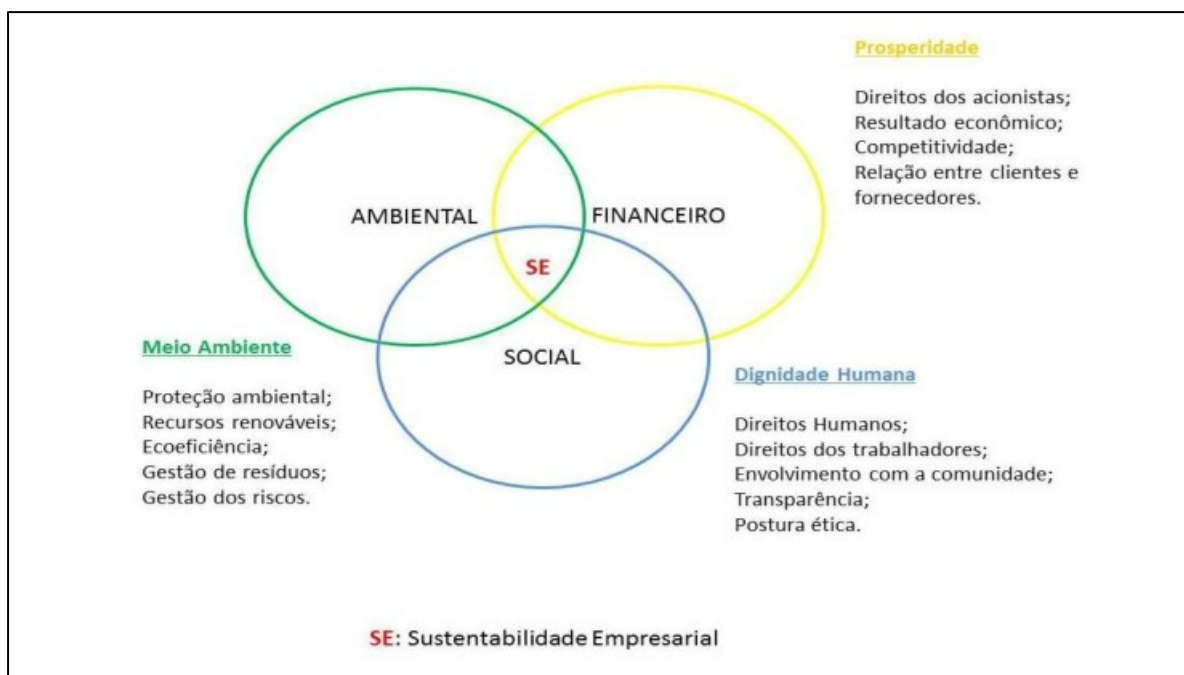 Prosperidade
Direitos dos acionistas;
Resultado econômico;
Competitividade;
Relação entre clientes e
fornecedores.
AMBIENTAL
FINANCEIRO
SE
SOCIAL
Meio Ambiente
Proteção ambiental;
Recursos renováveis;
Ecoeficiência;
Gestão de resíduos;
Gestão dos riscos.
Dignidade Humana
Direitos Humanos;
Direitos dos trabalhadores;
Envolvimento com a comunidade;
Transparência;
Postura ética.
SE: Sustentabilidade Empresarial